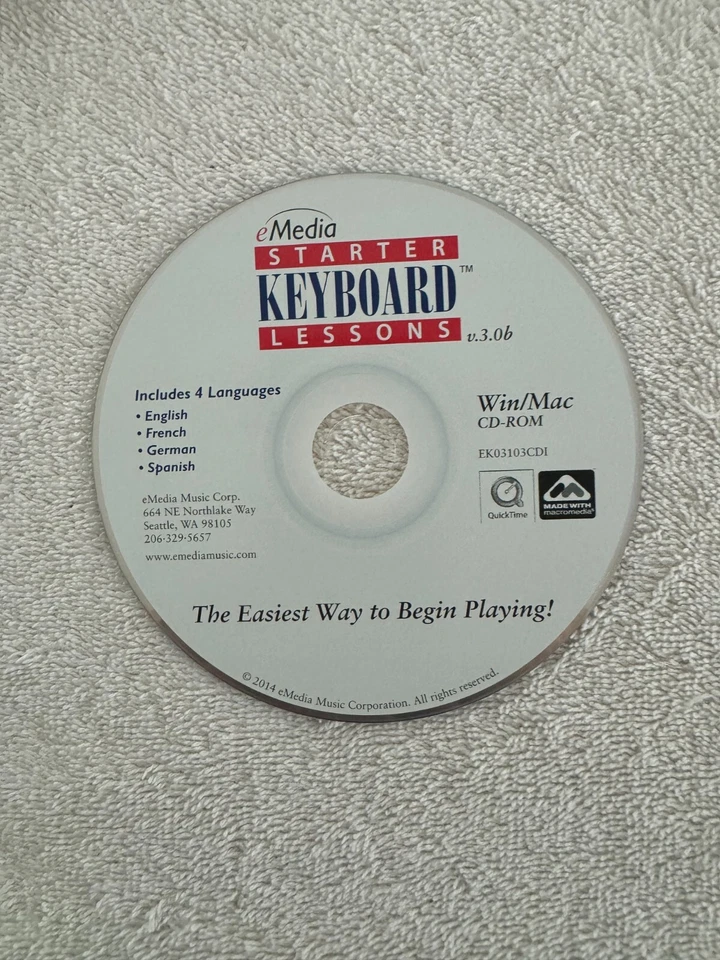 eMedia
STARTER
KEYBOARD™
LESSONS v.3.0b
Includes 4 Languages
• English
• French
• German
• Spanish
eMedia Music Corp.
664 NE Northlake Way
Seattle, WA 98105
206·329·5657
www.emediamusic.com
Win/Mac
CD-ROM
EK03103CDI
QuickTime
MADE WITH
macromedia®
The Easiest Way to Begin Playing!
© 2014 eMedia Music Corporation. All rights reserved.